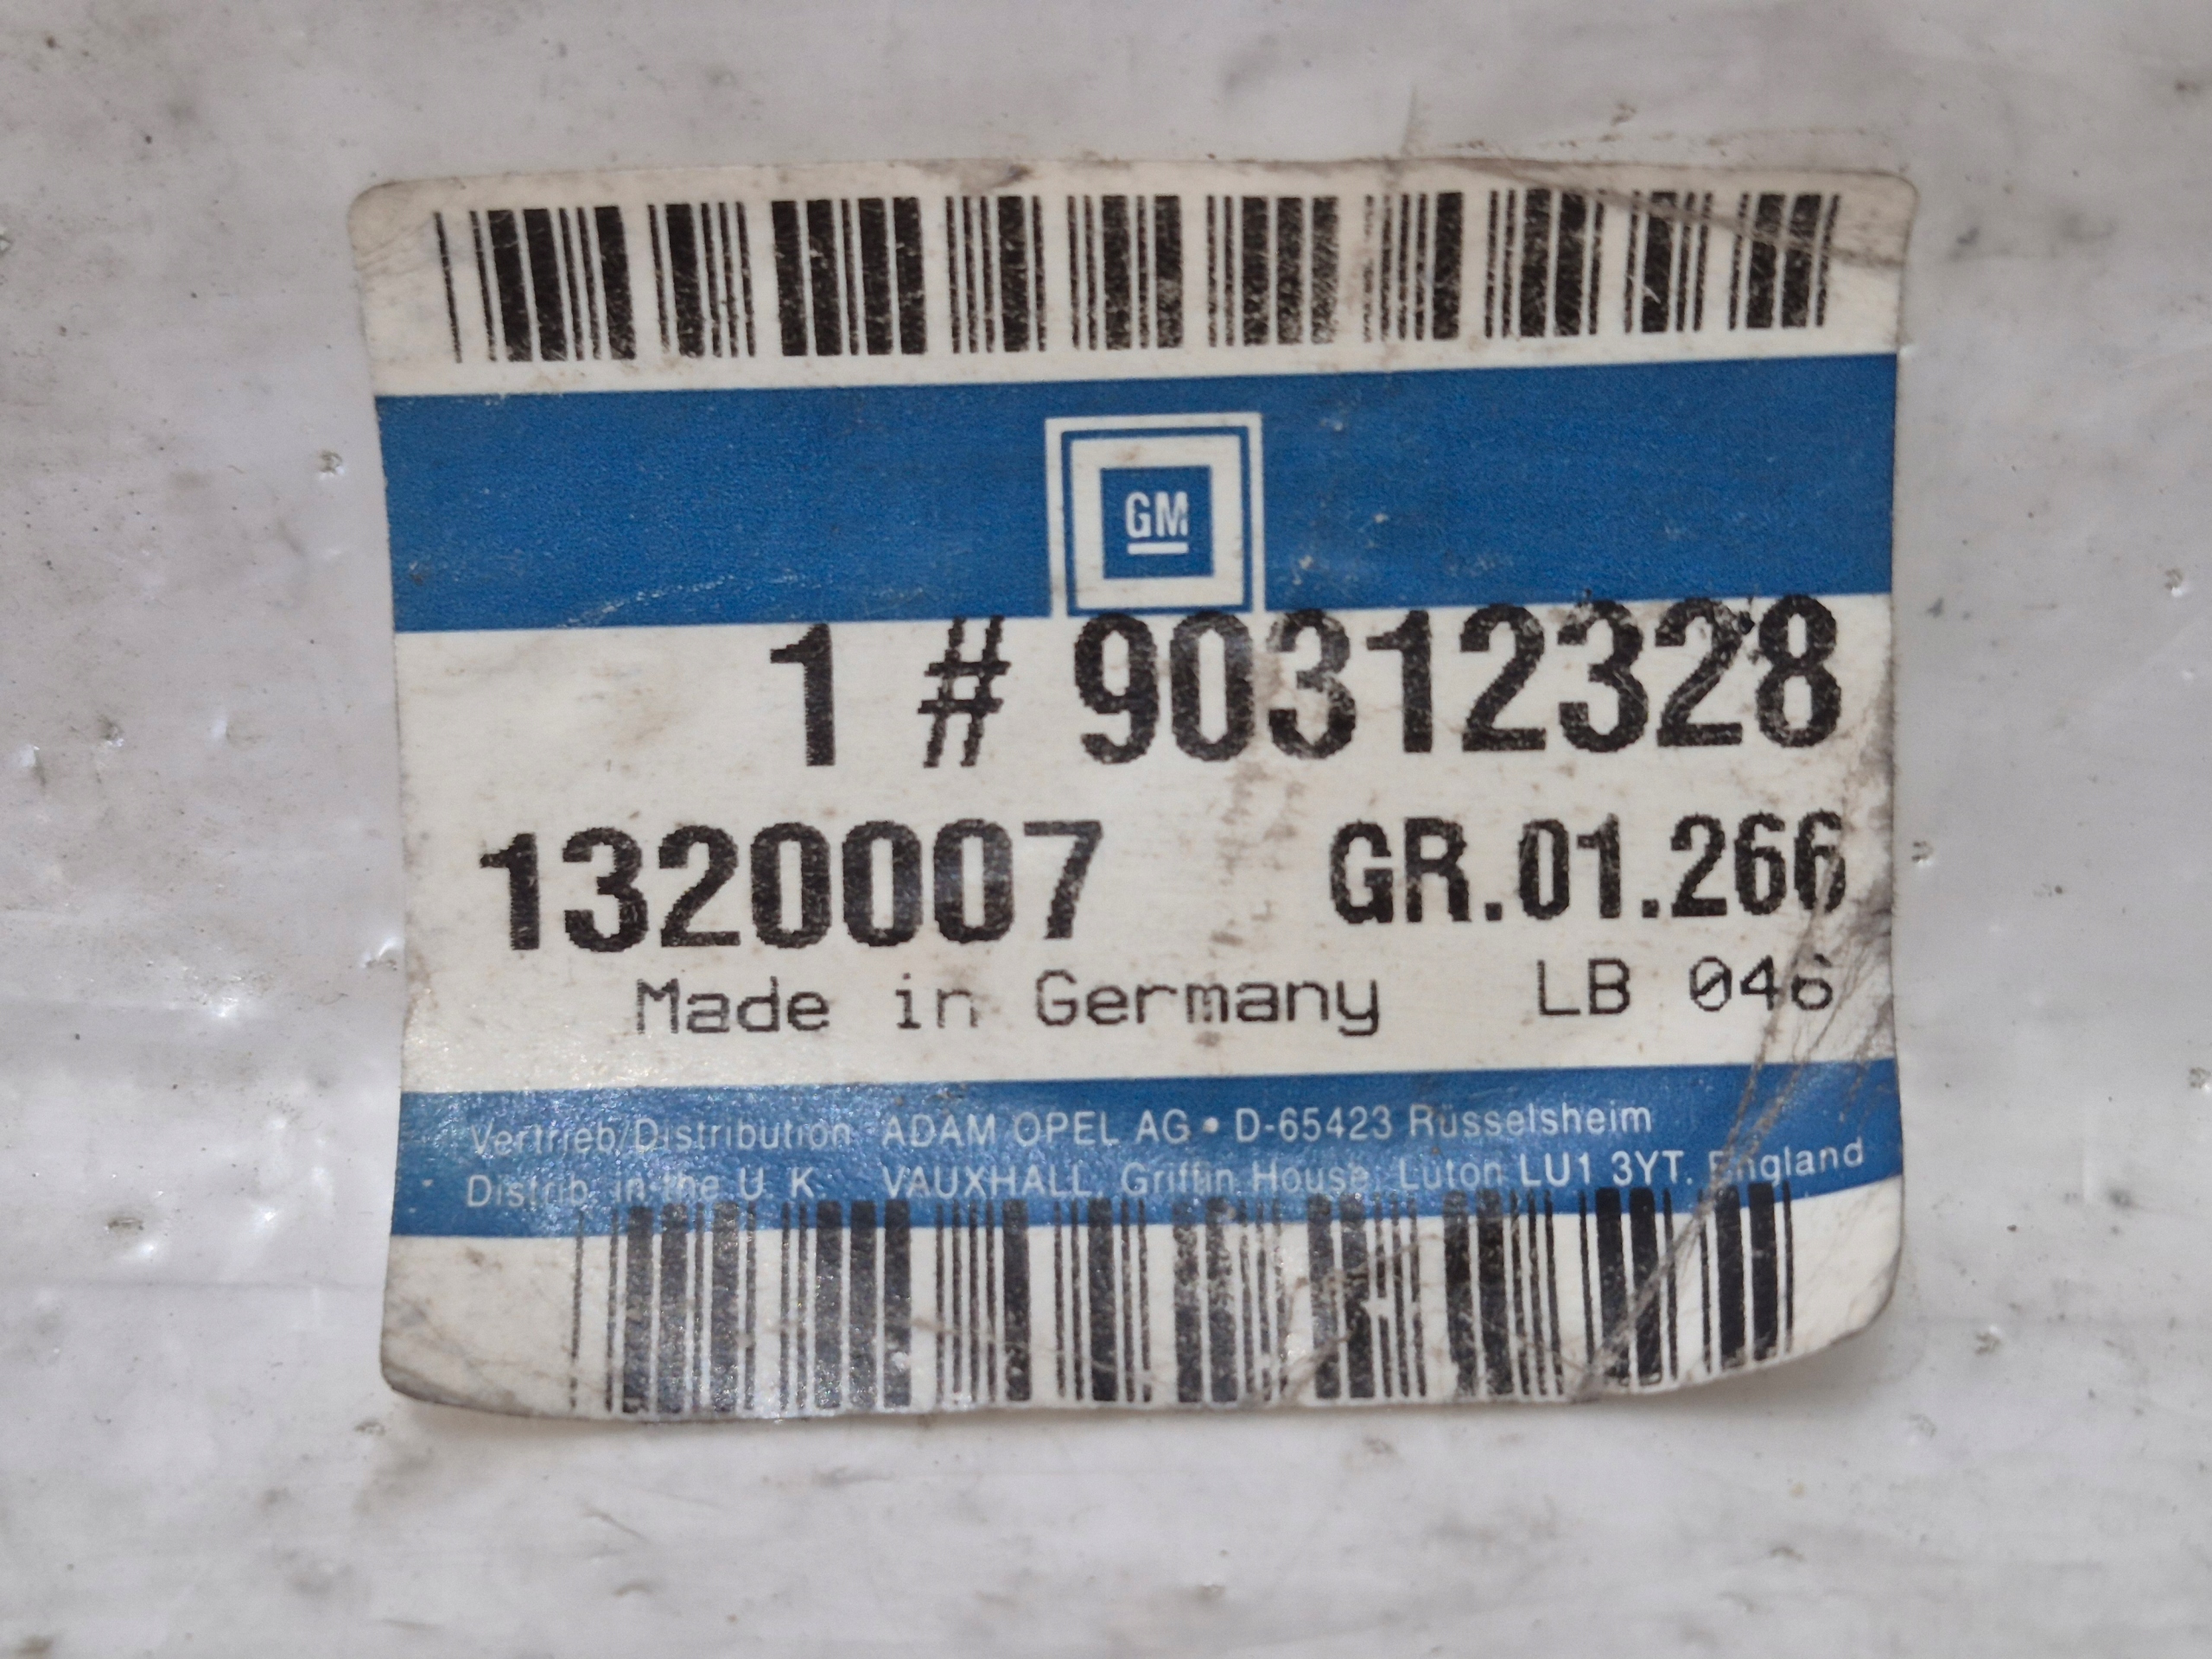 GM
1 # 90312328
1320007 GR.01.266
Made in Germany LB 046
Vertrieb/Distribution ADAM OPEL AG • D-65423 Rüsselsheim
Distrib. in the U. K. VAUXHALL, Griffin House, Luton LU1 3YT. England